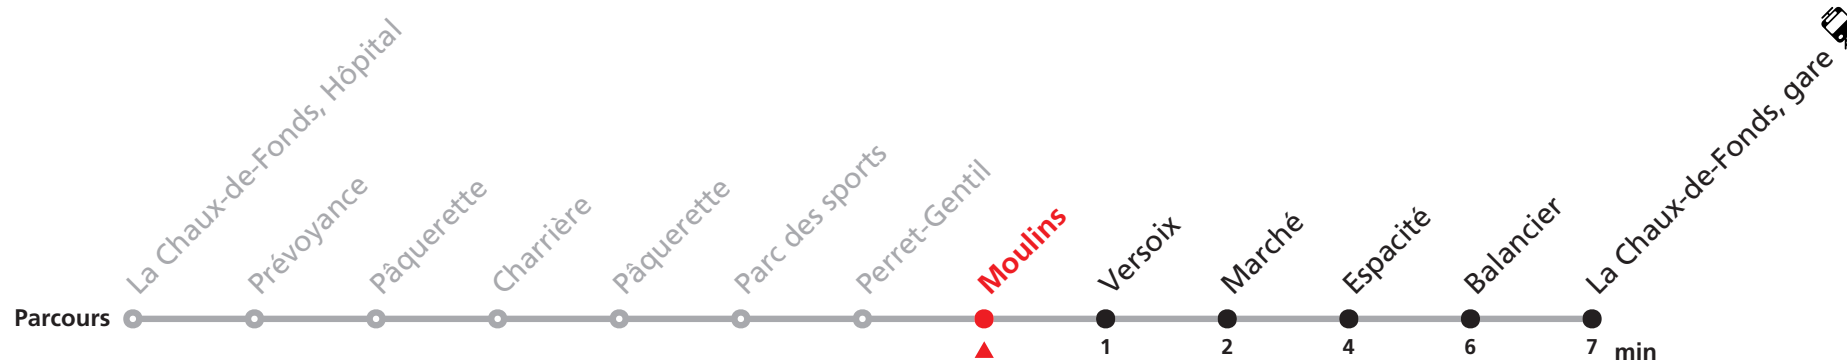 La Chaux-de-Fonds, Hôpital
Prévoyance
Pâquerette
Charrière
Pâquerette
Parc des sports
Perret-Gentil
Moulins
Versoix
Marché
Espacité
Balancier
La Chaux-de-Fonds, gare
Parcours
1 2 4 6 7 min